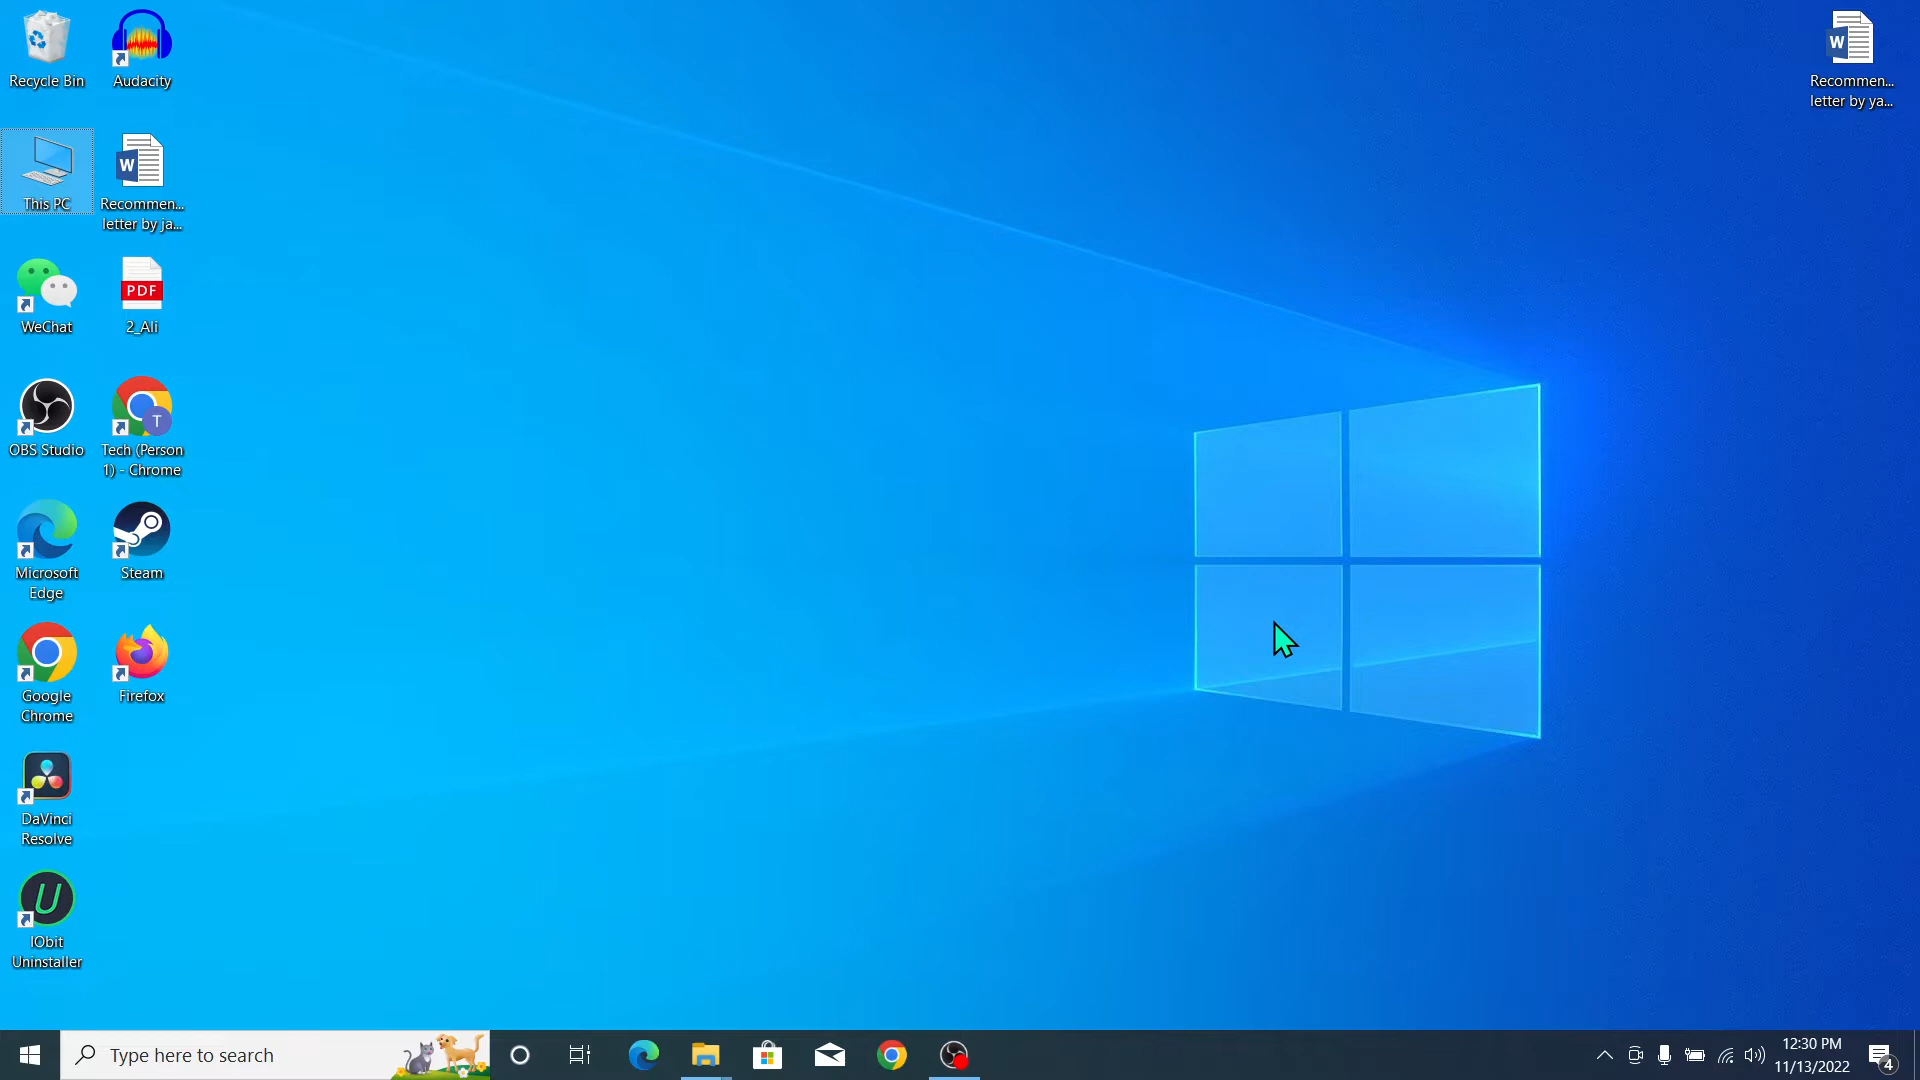 Recycle Bin
Audacity
Recommen...
letter by ya...
This PC
W
Recommen...
letter by ja...
W
WeChat
PDF
2_Ali
OBS Studio
T
Tech (Person
1) - Chrome
Microsoft
Edge
Steam
Google
Chrome
Firefox
DaVinci
Resolve
U
IObit
Uninstaller
Type here to search
12:30 PM
11/13/2022
4